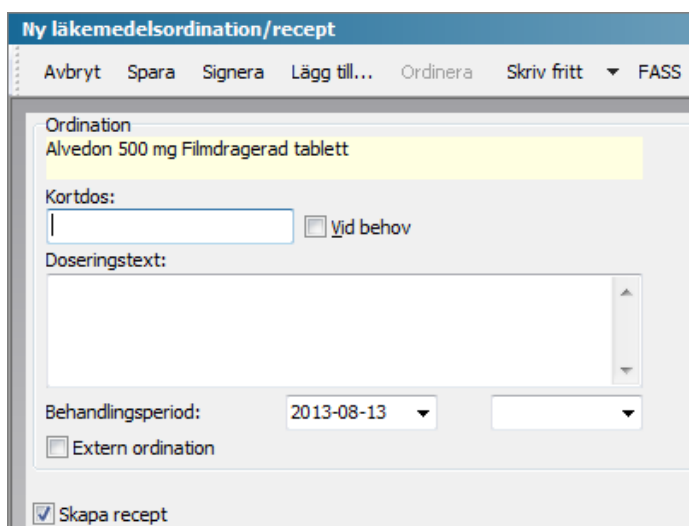 Ny läkemedelsordination/recept
Avbryt Spara Signera Lägg till... Ordinera Skriv fritt FASS
Ordination
Alvedon 500 mg Filmdragerad tablett
Kortdos:
Vid behov
Doseringstext:
Behandlingsperiod: 2013-08-13
Extern ordination
Skapa recept